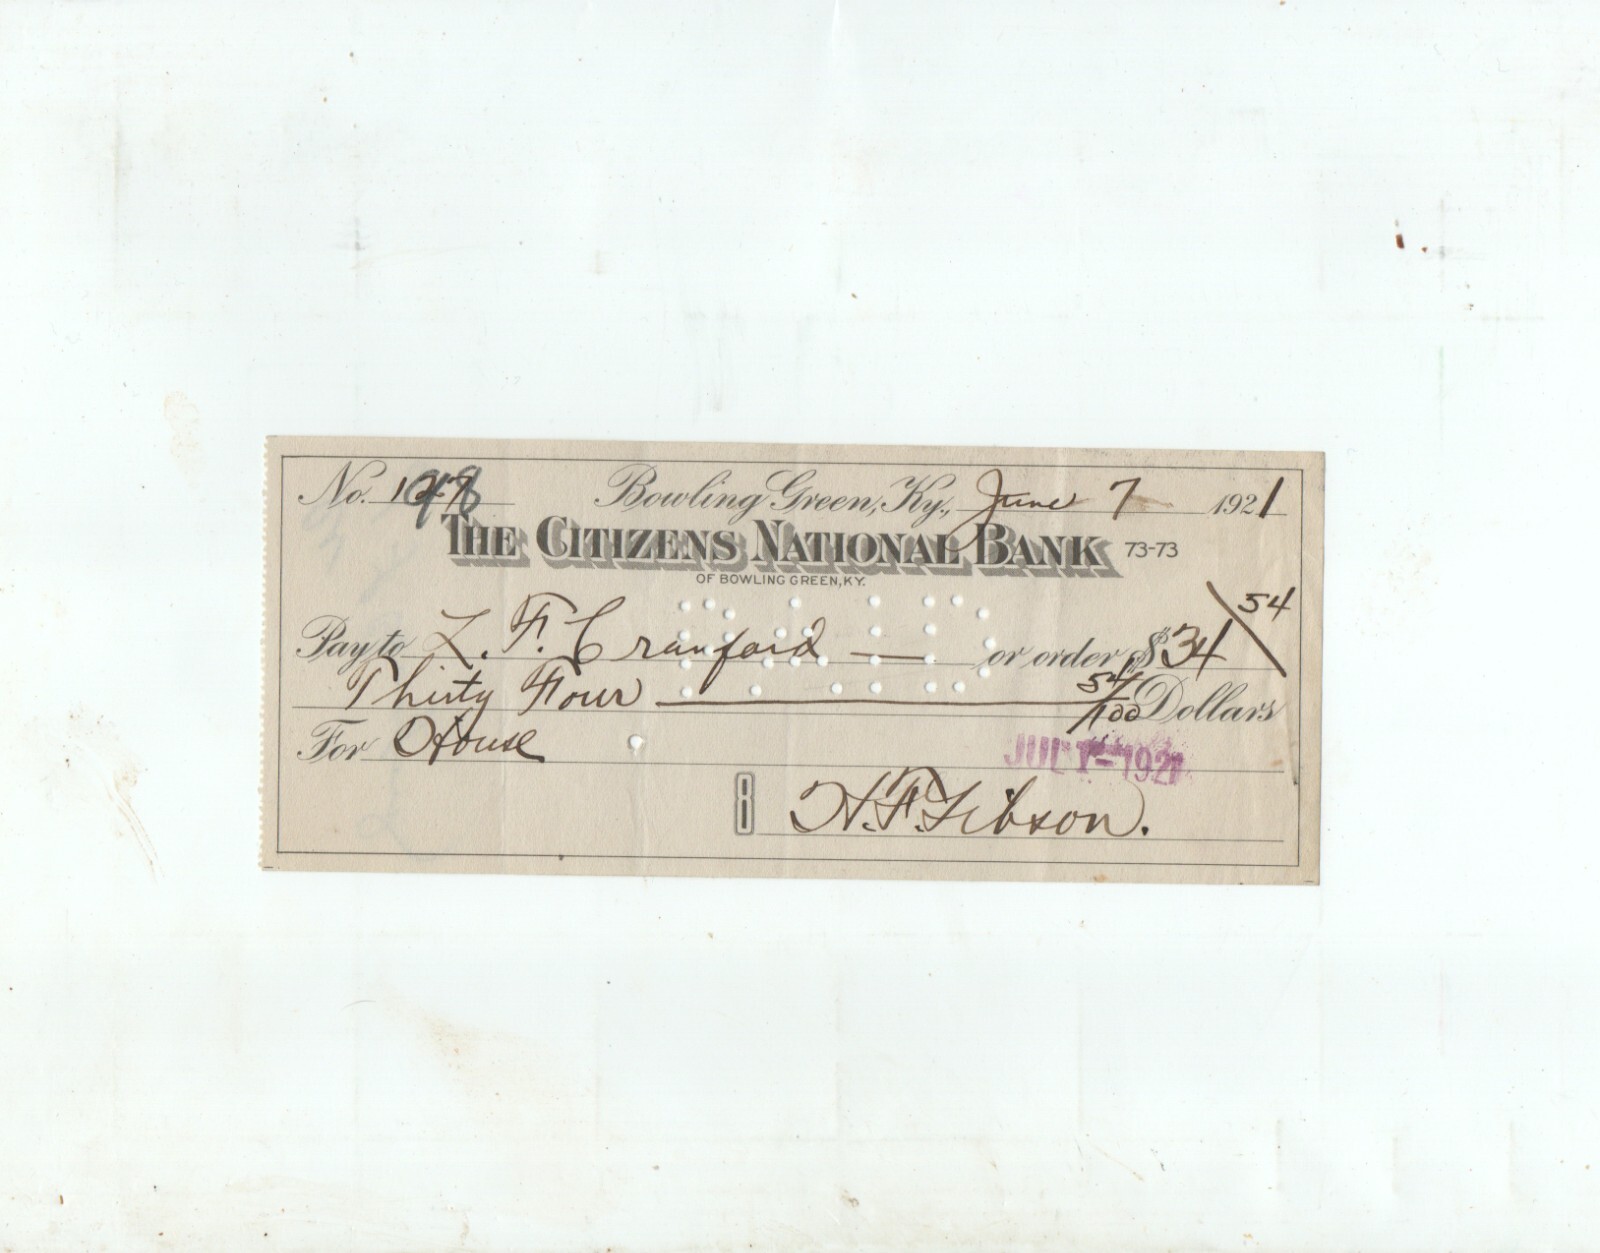 No. 148 Bowling Green, Ky., June 7 1921
THE CITIZENS NATIONAL BANK 73-73
OF BOWLING GREEN, KY.
Pay to L. F. Cranford — or order $34 54
Thirty Four 54/100 Dollars
For House
JUL 1 - 1921
8 H. F. Gibson.